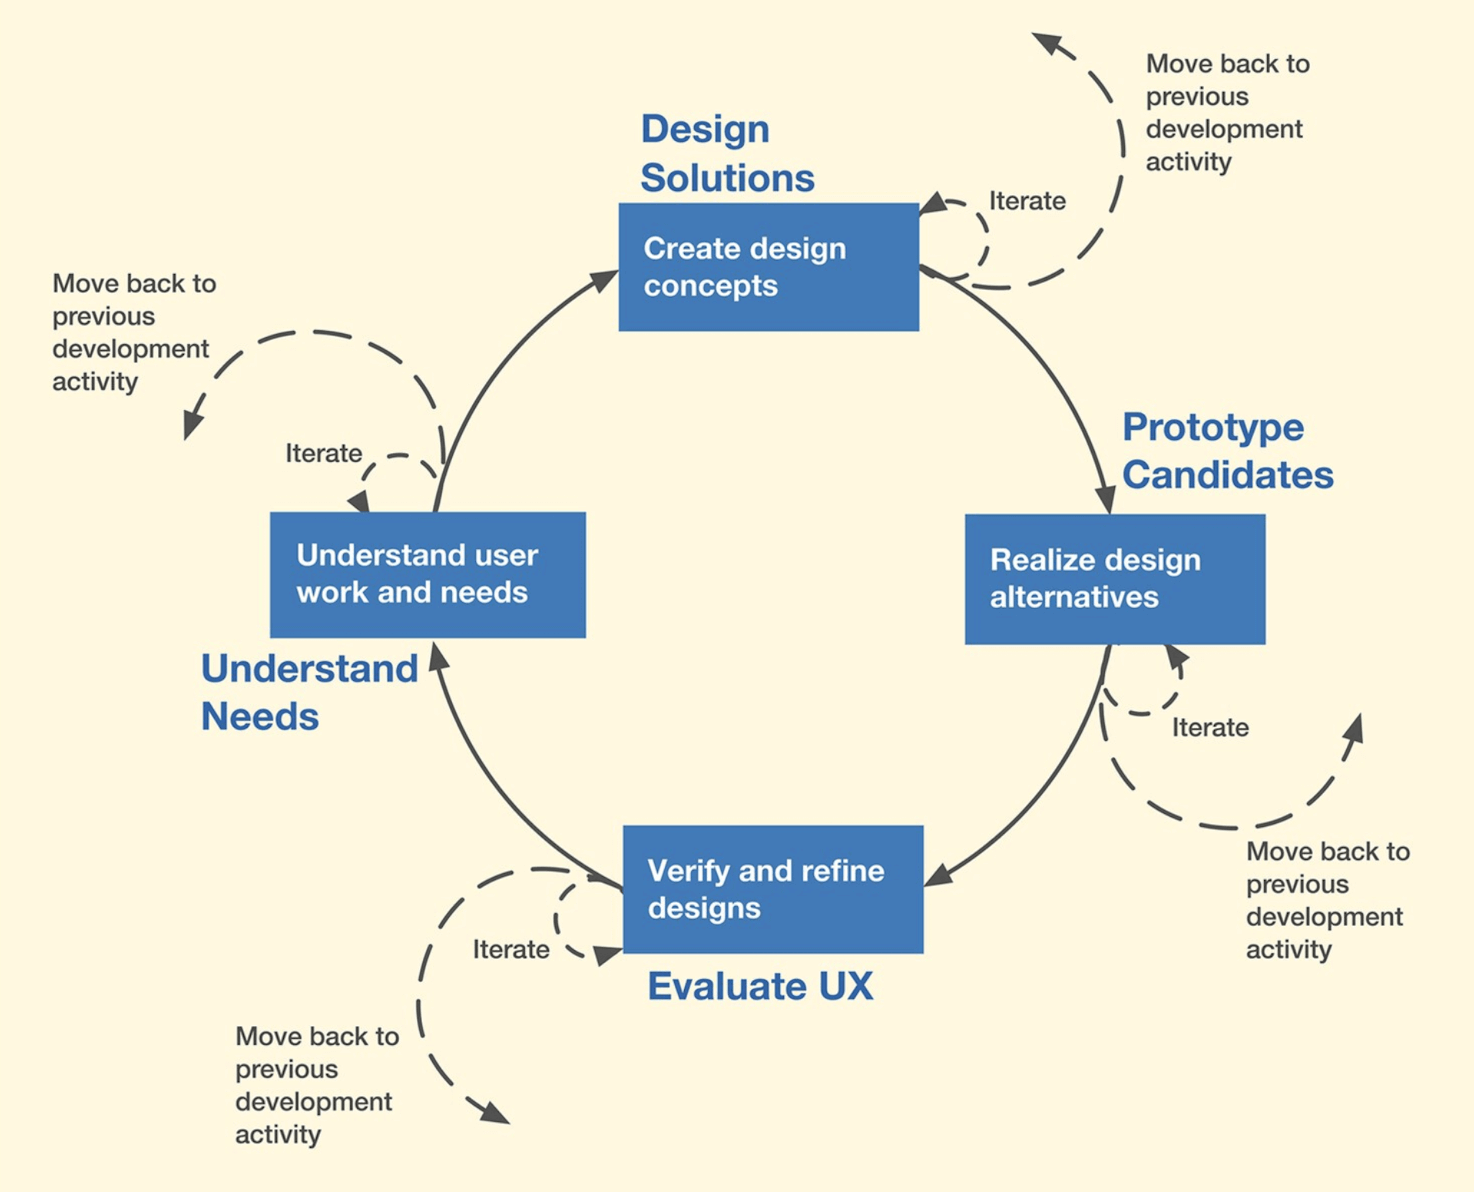 Move back to
previous
development
activity
Design
Solutions
Iterate
Create design
concepts
Move back to
previous
development
activity
Iterate
Prototype
Candidates
Understand user
work and needs
Realize design
alternatives
Understand
Needs
Iterate
Verify and refine
designs
Move back to
previous
development
activity
Iterate
Evaluate UX
Move back to
previous
development
activity